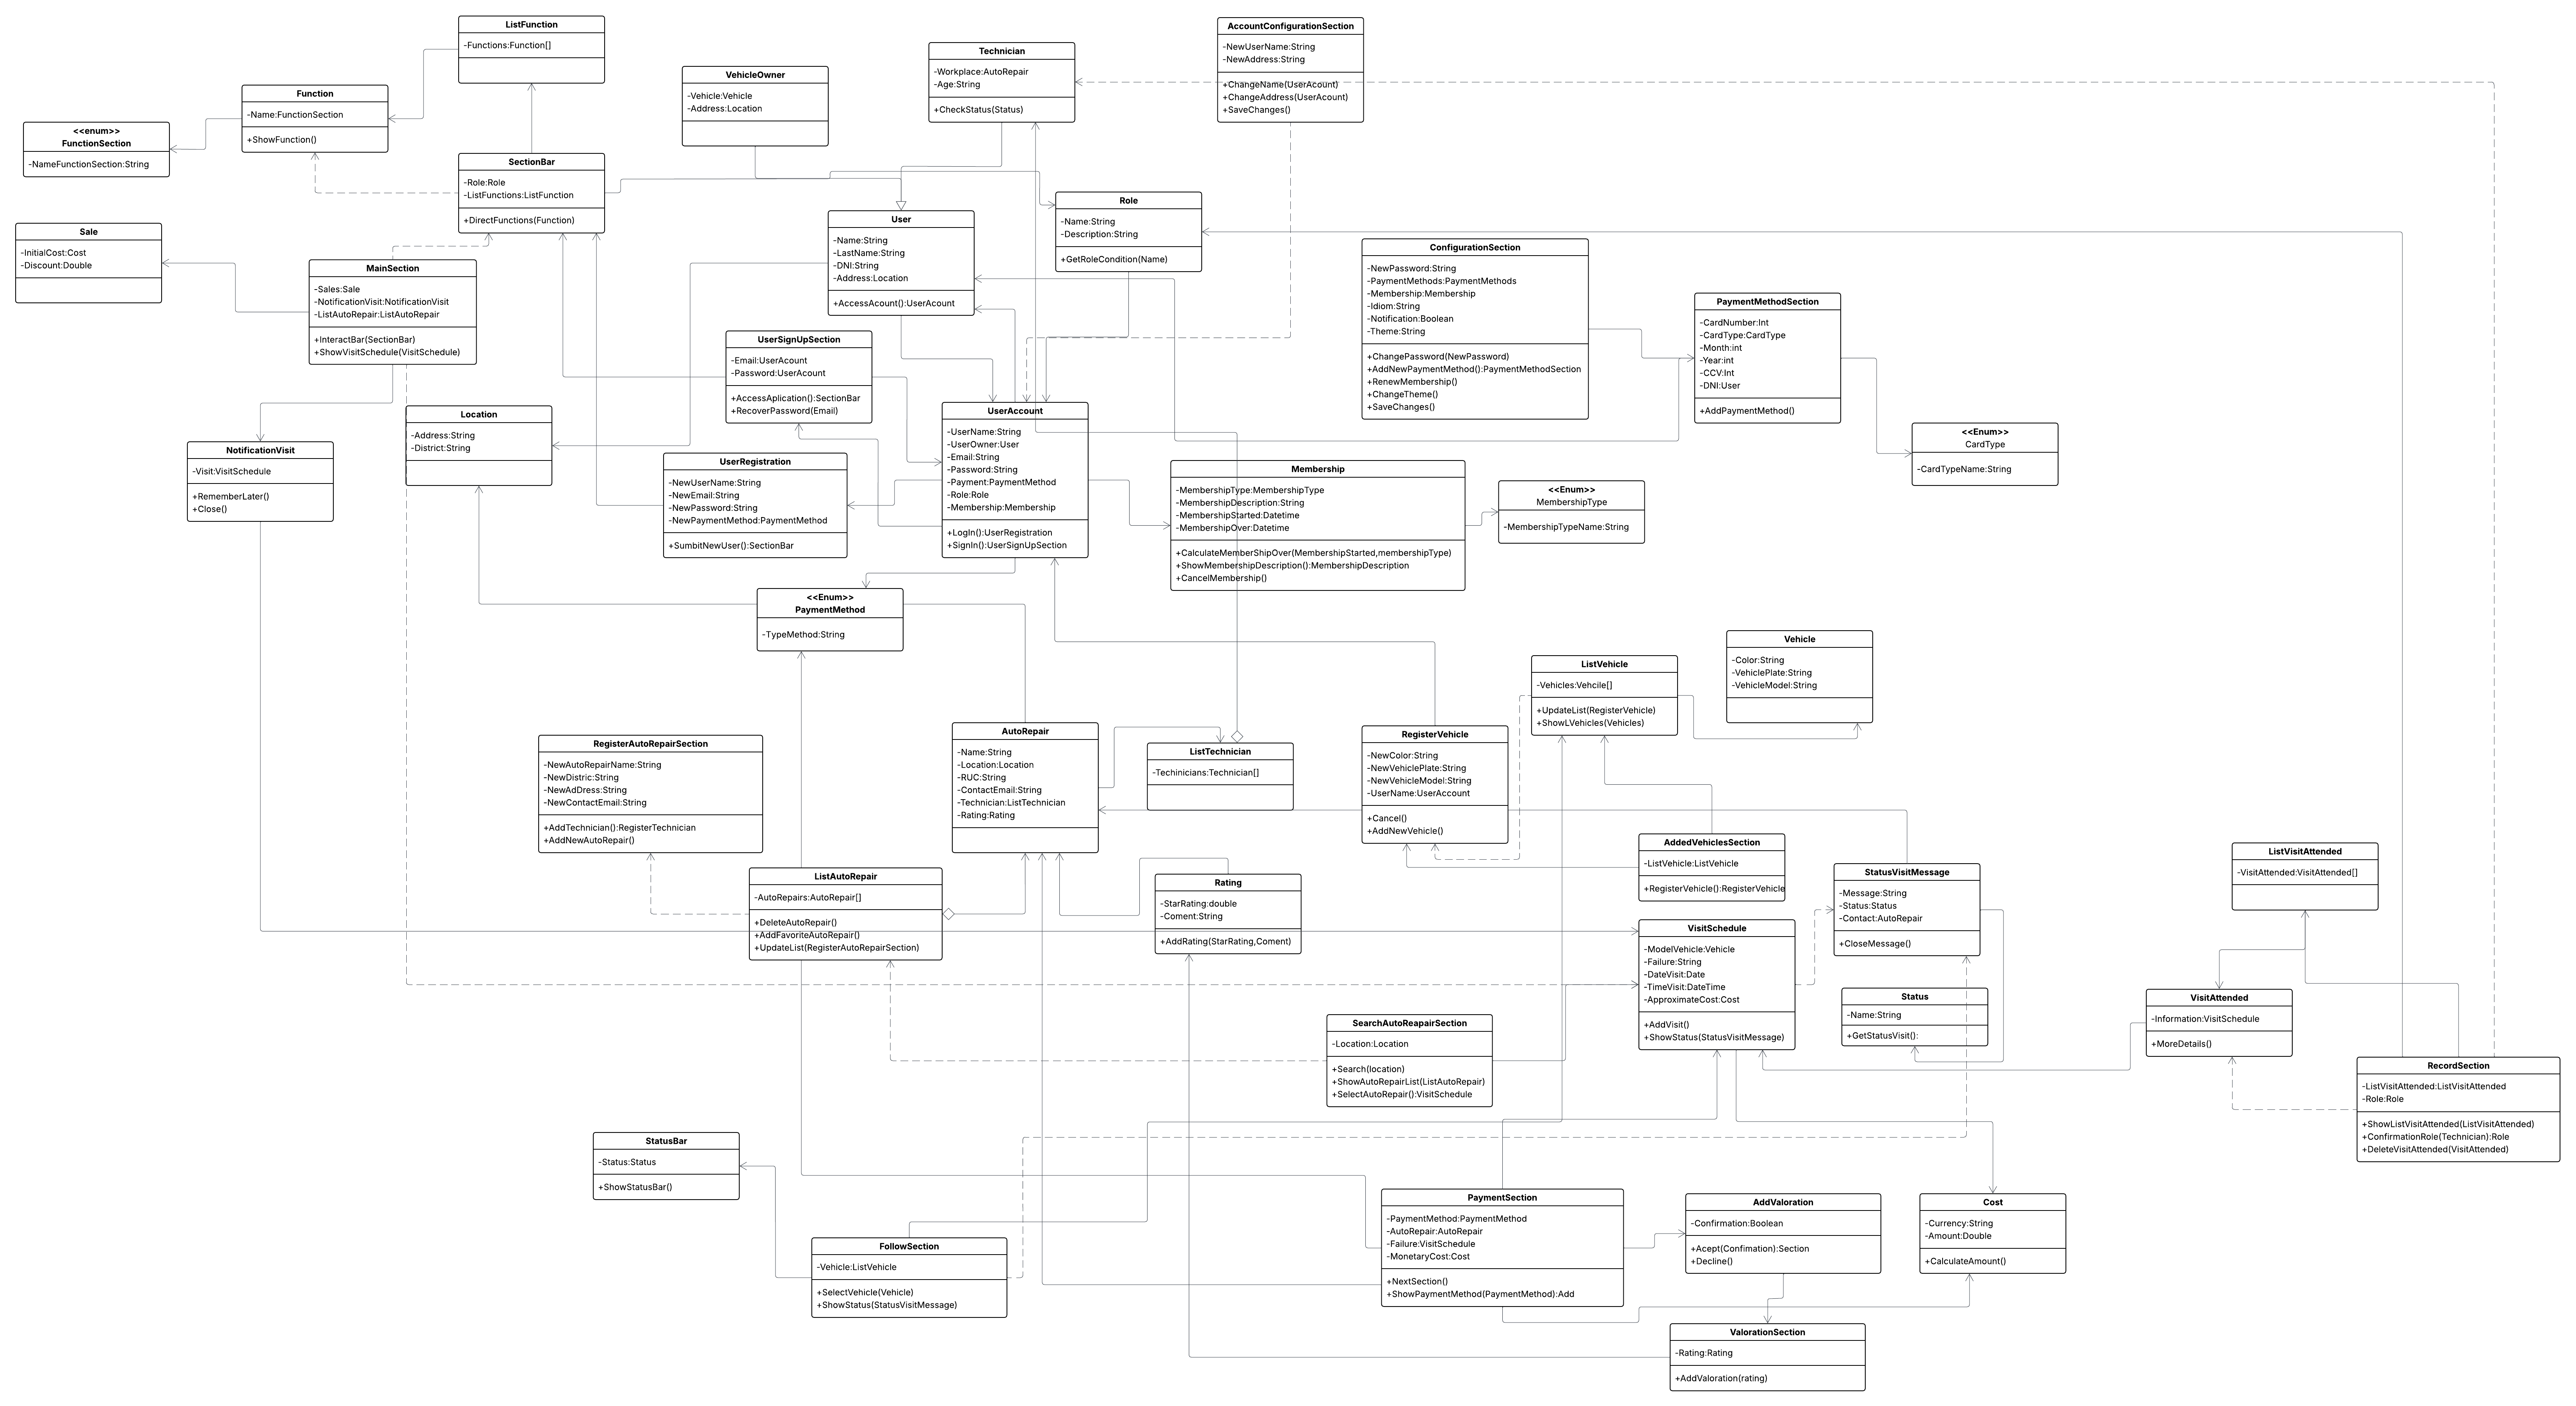 ListFunction
-Functions:Function[]
AccountConfigurationSection
-NewUserName:String
-NewAddress:String
+ChangeName(UserAcount)
+ChangeAddress(UserAcount)
+SaveChanges()
Technician
-Workplace:AutoRepair
-Age:String
+CheckStatus(Status)
VehicleOwner
-Vehicle:Vehicle
-Address:Location
Function
-Name:FunctionSection
+ShowFunction()
<<enum>>
FunctionSection
-NameFunctionSection:String
SectionBar
-Role:Role
-ListFunctions:ListFunction
+DirectFunctions(Function)
Role
-Name:String
-Description:String
+GetRoleCondition(Name)
User
-Name:String
-LastName:String
-DNI:String
-Address:Location
+AccessAcount():UserAcount
Sale
-InitialCost:Cost
-Discount:Double
MainSection
-Sales:Sale
-NotificationVisit:NotificationVisit
-ListAutoRepair:ListAutoRepair
+InteractBar(SectionBar)
+ShowVisitSchedule(VisitSchedule)
ConfigurationSection
-NewPassword:String
-PaymentMethods:PaymentMethods
-Membership:Membership
-Idiom:String
-Notification:Boolean
-Theme:String
+ChangePassword(NewPassword)
+AddNewPaymentMethod():PaymentMethodSection
+RenewMembership()
+ChangeTheme()
+SaveChanges()
PaymentMethodSection
-CardNumber:Int
-CardType:CardType
-Month:int
-Year:int
-CCV:Int
-DNI:User
+AddPaymentMethod()
UserSignUpSection
-Email:UserAcount
-Password:UserAcount
+AccessAplication():SectionBar
+RecoverPassword(Email)
Location
-Address:String
-District:String
UserAccount
-UserName:String
-UserOwner:User
-Email:String
-Password:String
-Payment:PaymentMethod
-Role:Role
-Membership:Membership
+LogIn():UserRegistration
+SignIn():UserSignUpSection
<<Enum>>
CardType
-CardTypeName:String
NotificationVisit
-Visit:VisitSchedule
+RememberLater()
+Close()
UserRegistration
-NewUserName:String
-NewEmail:String
-NewPassword:String
-NewPaymentMethod:PaymentMethod
+SumbitNewUser():SectionBar
Membership
-MembershipType:MembershipType
-MembershipDescription:String
-MembershipStarted:Datetime
-MembershipOver:Datetime
+CalculateMemberShipOver(MembershipStarted,membershipType)
+ShowMembershipDescription():MembershipDescription
+CancelMembership()
<<Enum>>
MembershipType
-MembershipTypeName:String
<<Enum>>
PaymentMethod
-TypeMethod:String
Vehicle
-Color:String
-VehiclePlate:String
-VehicleModel:String
ListVehicle
-Vehicles:Vehcile[]
+UpdateList(RegisterVehicle)
+ShowLVehicles(Vehicles)
AutoRepair
-Name:String
-Location:Location
-RUC:String
-ContactEmail:String
-Technician:ListTechnician
-Rating:Rating
RegisterVehicle
-NewColor:String
-NewVehiclePlate:String
-NewVehicleModel:String
-UserName:UserAccount
+Cancel()
+AddNewVehicle()
RegisterAutoRepairSection
-NewAutoRepairName:String
-NewDistric:String
-NewAdDress:String
-NewContactEmail:String
+AddTechnician():RegisterTechnician
+AddNewAutoRepair()
ListTechnician
-Techinicians:Technician[]
AddedVehiclesSection
-ListVehicle:ListVehicle
+RegisterVehicle():RegisterVehicle
ListVisitAttended
-VisitAttended:VisitAttended[]
StatusVisitMessage
-Message:String
-Status:Status
-Contact:AutoRepair
+CloseMessage()
ListAutoRepair
-AutoRepairs:AutoRepair[]
+DeleteAutoRepair()
+AddFavoriteAutoRepair()
+UpdateList(RegisterAutoRepairSection)
Rating
-StarRating:double
-Coment:String
+AddRating(StarRating,Coment)
VisitSchedule
-ModelVehicle:Vehicle
-Failure:String
-DateVisit:Date
-TimeVisit:DateTime
-ApproximateCost:Cost
+AddVisit()
+ShowStatus(StatusVisitMessage)
Status
-Name:String
+GetStatusVisit():
VisitAttended
-Information:VisitSchedule
+MoreDetails()
SearchAutoReapairSection
-Location:Location
+Search(location)
+ShowAutoRepairList(ListAutoRepair)
+SelectAutoRepair():VisitSchedule
RecordSection
-ListVisitAttended:ListVisitAttended
-Role:Role
+ShowListVisitAttended(ListVisitAttended)
+ConfirmationRole(Technician):Role
+DeleteVisitAttended(VisitAttended)
StatusBar
-Status:Status
+ShowStatusBar()
PaymentSection
-PaymentMethod:PaymentMethod
-AutoRepair:AutoRepair
-Failure:VisitSchedule
-MonetaryCost:Cost
+NextSection()
+ShowPaymentMethod(PaymentMethod):Add
AddValoration
-Confirmation:Boolean
+Acept(Confimation):Section
+Decline()
Cost
-Currency:String
-Amount:Double
+CalculateAmount()
FollowSection
-Vehicle:ListVehicle
+SelectVehicle(Vehicle)
+ShowStatus(StatusVisitMessage)
ValorationSection
-Rating:Rating
+AddValoration(rating)